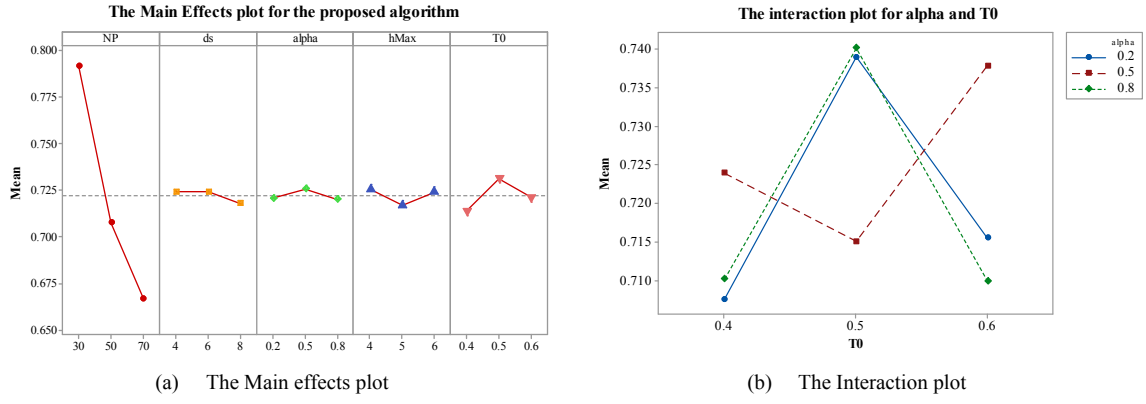 The Main Effects plot for the proposed algorithm
NP ds alpha hMax T0
0.800
0.775
0.750
0.725
0.700
0.675
0.650
Mean
30 50 70 4 6 8 0.2 0.5 0.8 4 5 6 0.4 0.5 0.6
(a) The Main effects plot
The interaction plot for alpha and T0
alpha
0.2
0.5
0.8
0.740
0.735
0.730
0.725
0.720
0.715
0.710
Mean
0.4 0.5 0.6
T0
(b) The Interaction plot